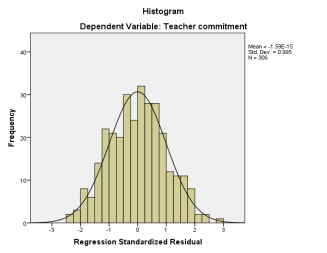 Histogram
Dependent Variable: Teacher commitment
Mean = -1.59E-15
Std. Dev. = 0.995
N = 306
Frequency
40
30
20
10
0
-3 -2 -1 0 1 2 3
Regression Standardized Residual